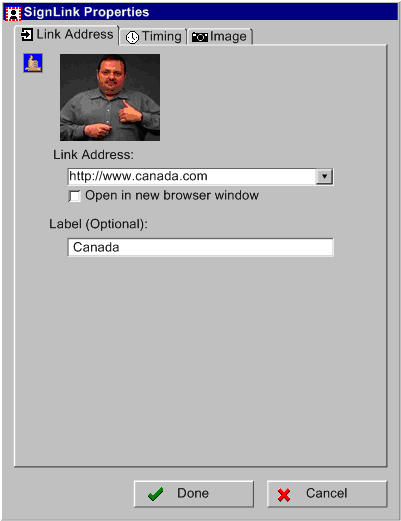 SignLink Properties
Link Address Timing Image
Link Address:
http://www.canada.com
Open in new browser window
Label (Optional):
Canada
Done Cancel